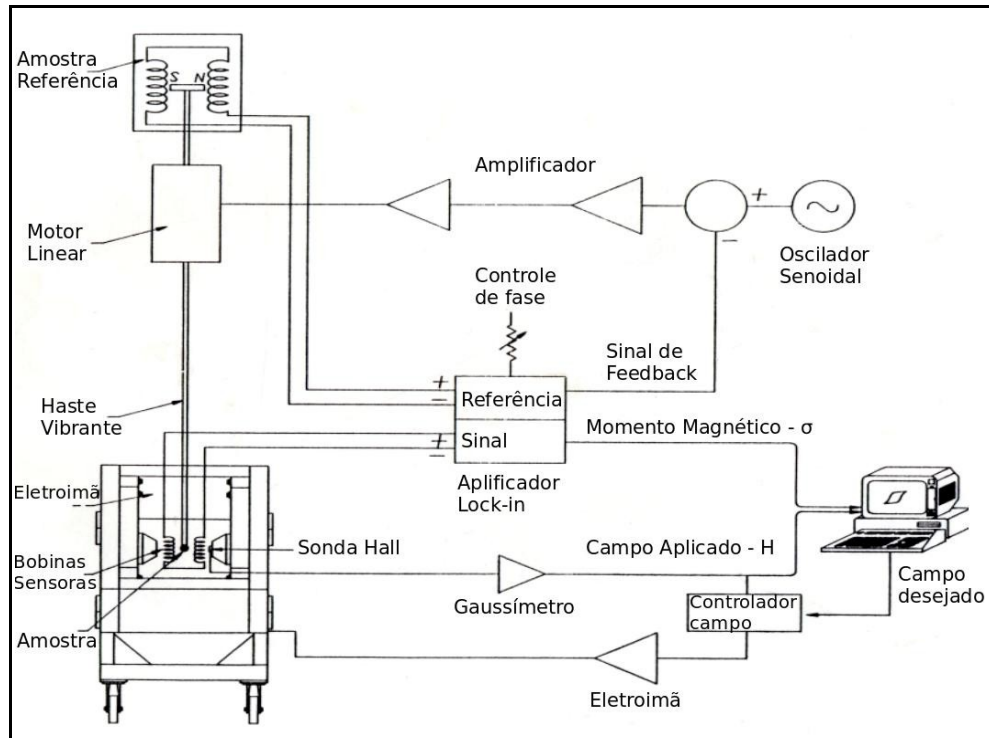 Amostra
Referência
S N
Amplificador
+
−
Motor
Linear
Oscilador
Senoidal
Controle
de fase
Sinal de
Feedback
+
−
Referência
Haste
Vibrante
Momento Magnético - σ
+
−
Sinal
Aplificador
Lock-in
Eletroimã
Sonda Hall
Campo Aplicado - H
Bobinas
Sensoras
Gaussímetro
Campo
desejado
Controlador
campo
Amostra
Eletroimã